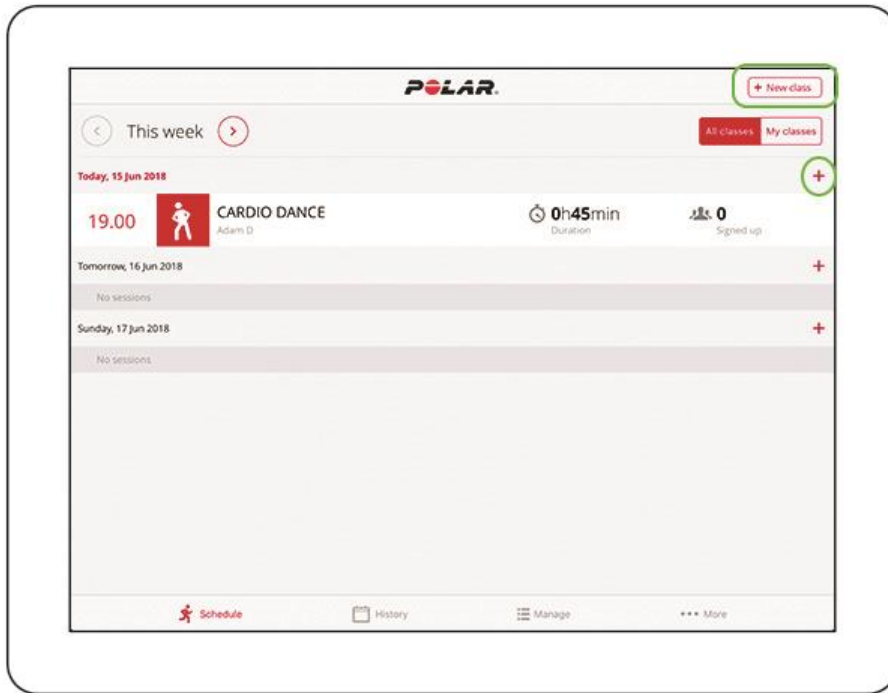 POLAR.
+ New class
This week
All classes My classes
Today, 15 Jun 2018 +
19.00 CARDIO DANCE 0h45min 0
Adam D Duration Signed up
Tomorrow, 16 Jun 2018 +
No sessions
Sunday, 17 Jun 2018 +
No sessions
Schedule History Manage More